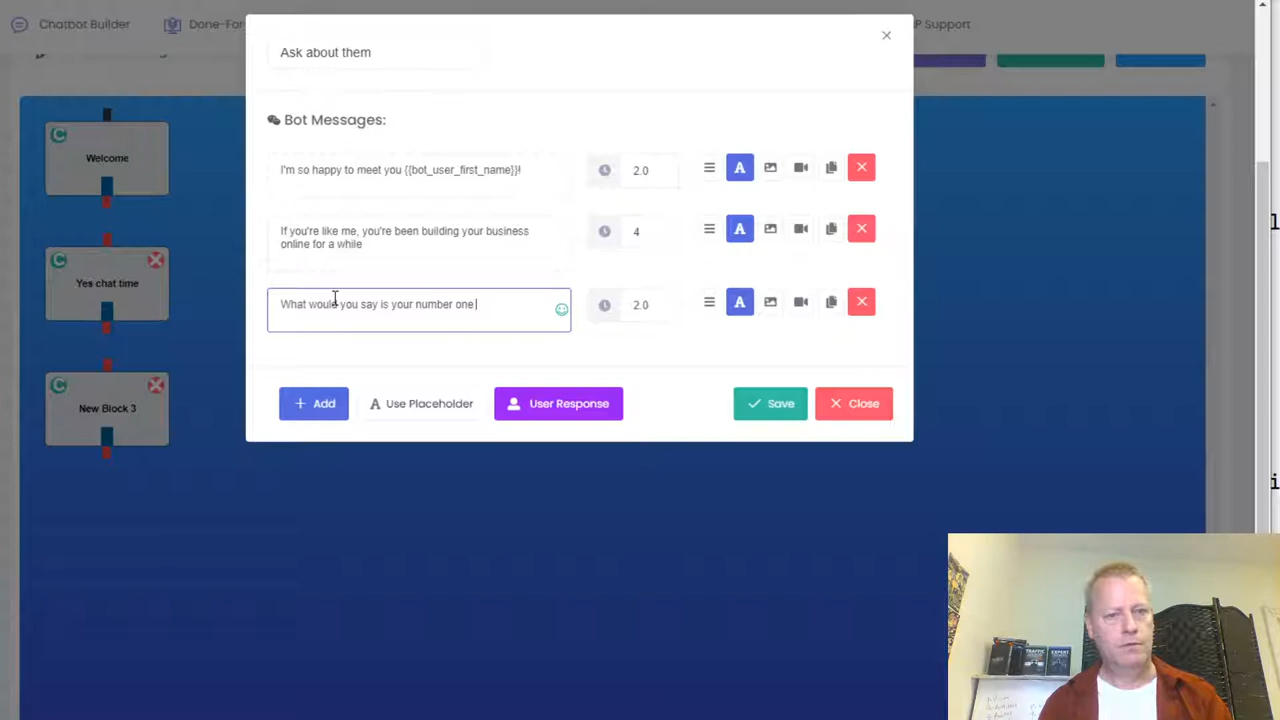 Chatbot Builder
Done-For
P Support
Ask about them
Bot Messages:
I'm so happy to meet you {{bot_user_first_name}}!
2.0
A
If you're like me, you're been building your business
online for a while
4
A
What would you say is your number one
2.0
A
+ Add
A Use Placeholder
User Response
Save
Close
C
Welcome
C
Yes chat time
C
New Block 3
TRAFFIC
EXPERT